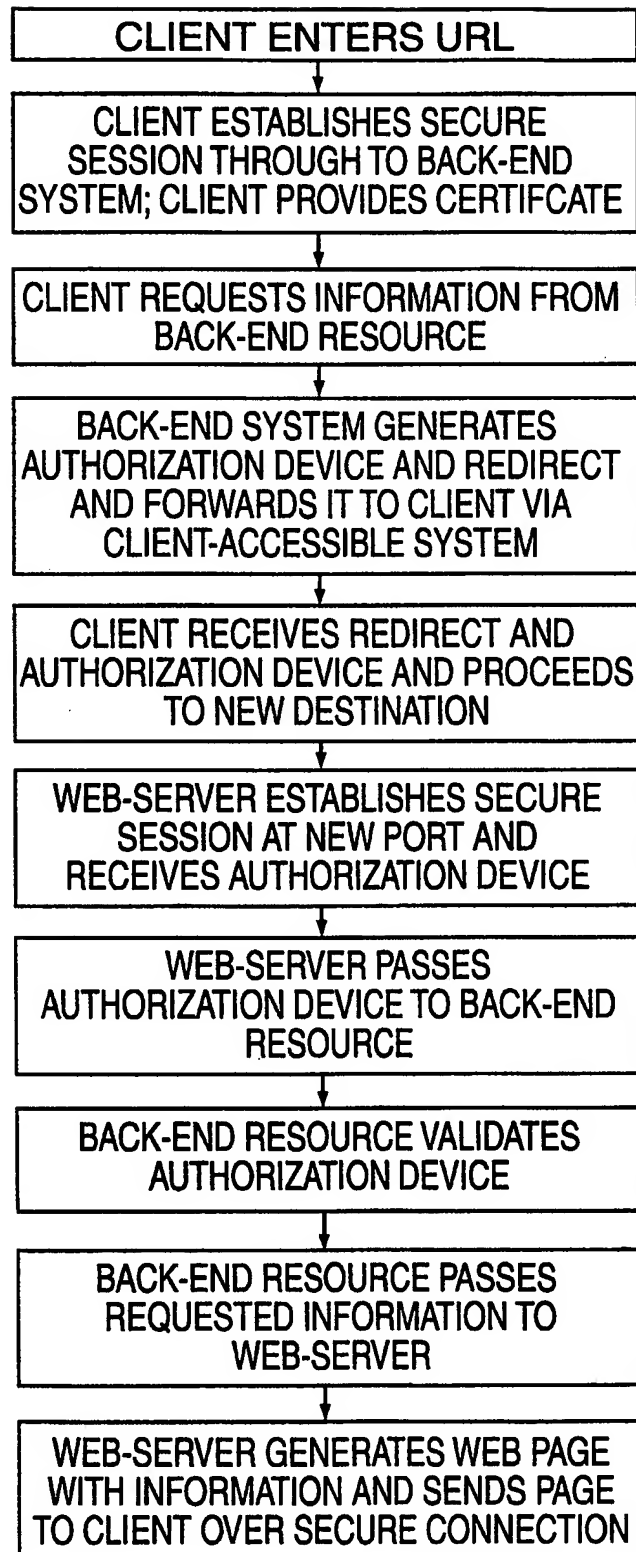 CLIENT ENTERS URL
CLIENT ESTABLISHES SECURE
SESSION THROUGH TO BACK-END
SYSTEM; CLIENT PROVIDES CERTIFCATE
CLIENT REQUESTS INFORMATION FROM
BACK-END RESOURCE
BACK-END SYSTEM GENERATES
AUTHORIZATION DEVICE AND REDIRECT
AND FORWARDS IT TO CLIENT VIA
CLIENT-ACCESSIBLE SYSTEM
CLIENT RECEIVES REDIRECT AND
AUTHORIZATION DEVICE AND PROCEEDS
TO NEW DESTINATION
WEB-SERVER ESTABLISHES SECURE
SESSION AT NEW PORT AND
RECEIVES AUTHORIZATION DEVICE
WEB-SERVER PASSES
AUTHORIZATION DEVICE TO BACK-END
RESOURCE
BACK-END RESOURCE VALIDATES
AUTHORIZATION DEVICE
BACK-END RESOURCE PASSES
REQUESTED INFORMATION TO
WEB-SERVER
WEB-SERVER GENERATES WEB PAGE
WITH INFORMATION AND SENDS PAGE
TO CLIENT OVER SECURE CONNECTION